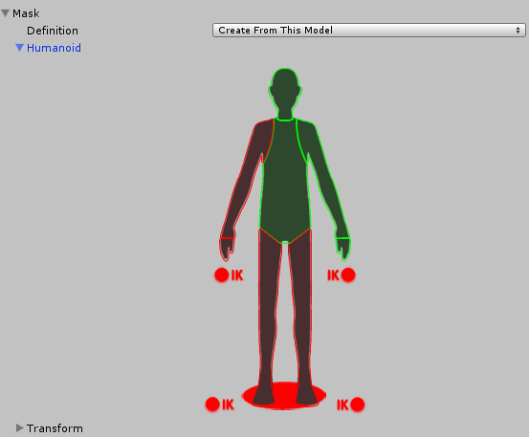 Mask
Definition Create From This Model
Humanoid
IK IK
IK IK
Transform